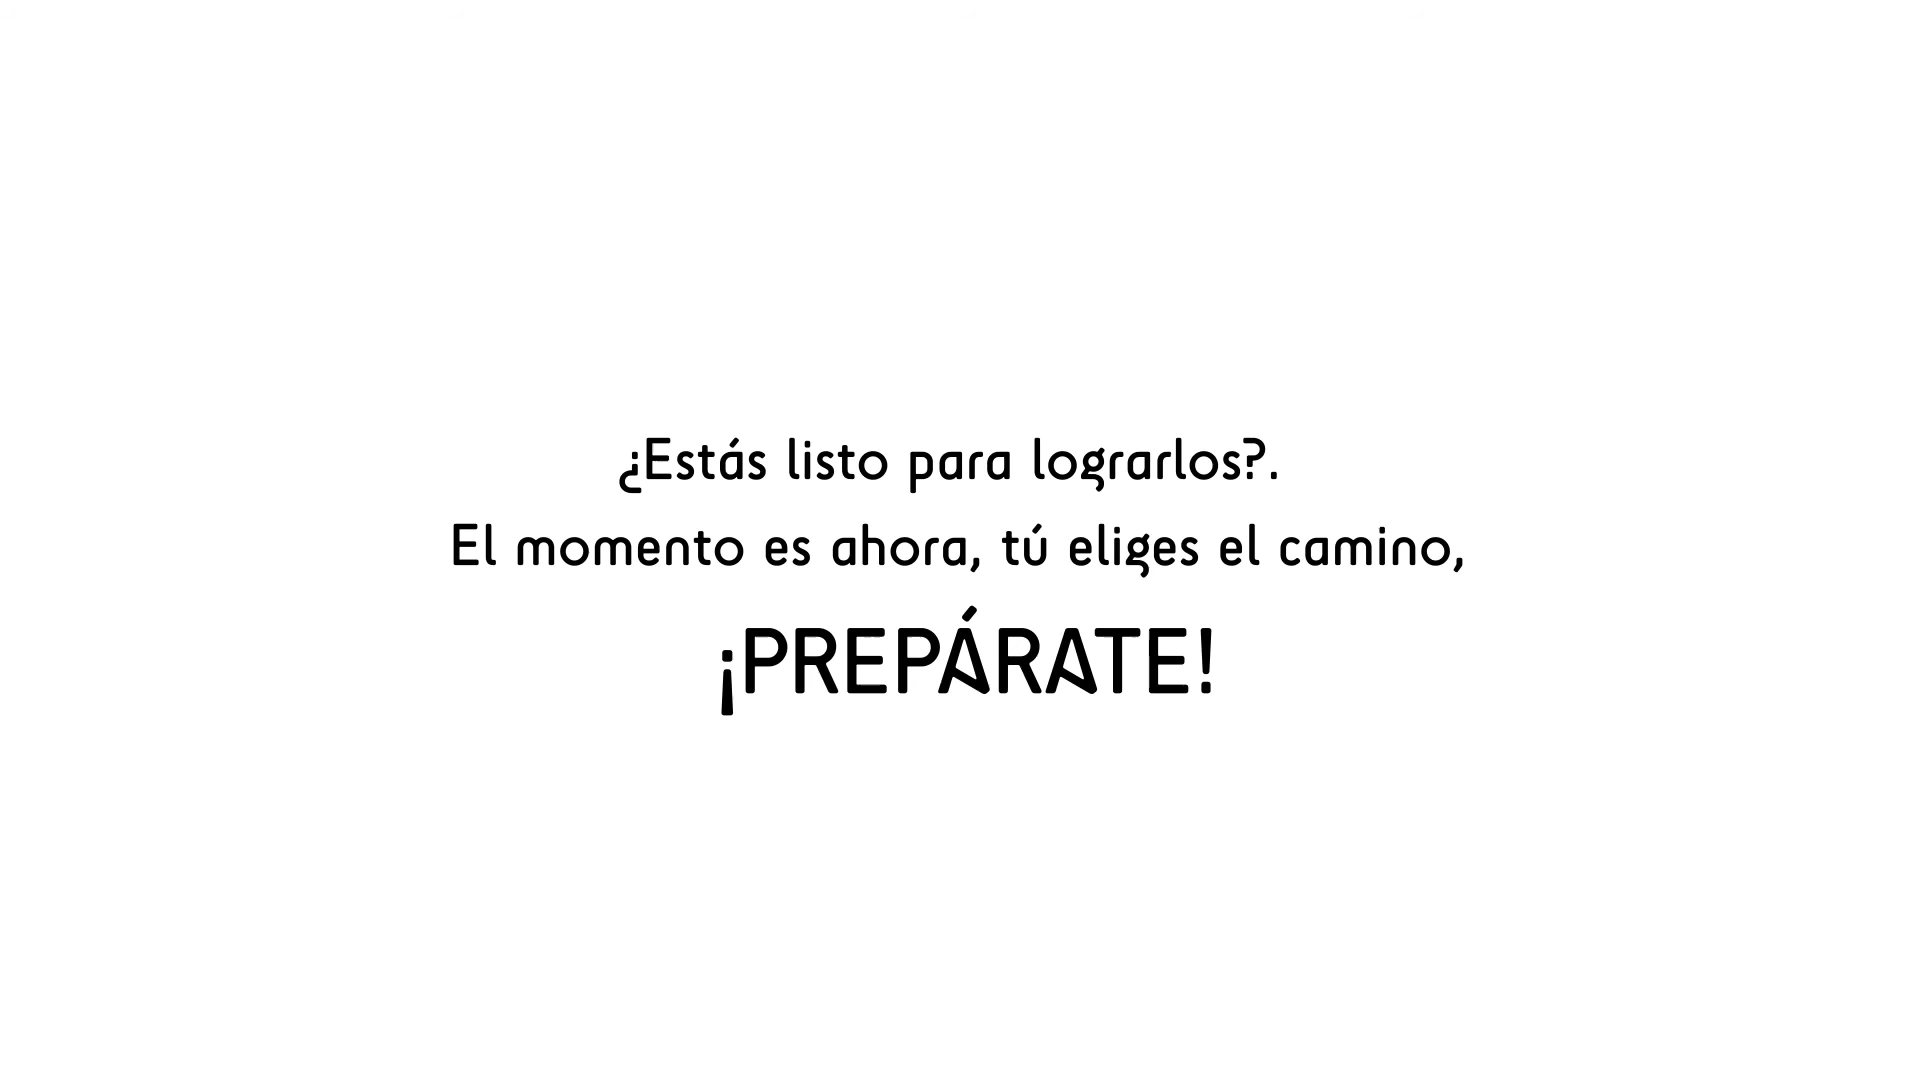 ¿Estás listo para lograrlos?.
El momento es ahora, tú eliges el camino,
¡PREPÁRATE!